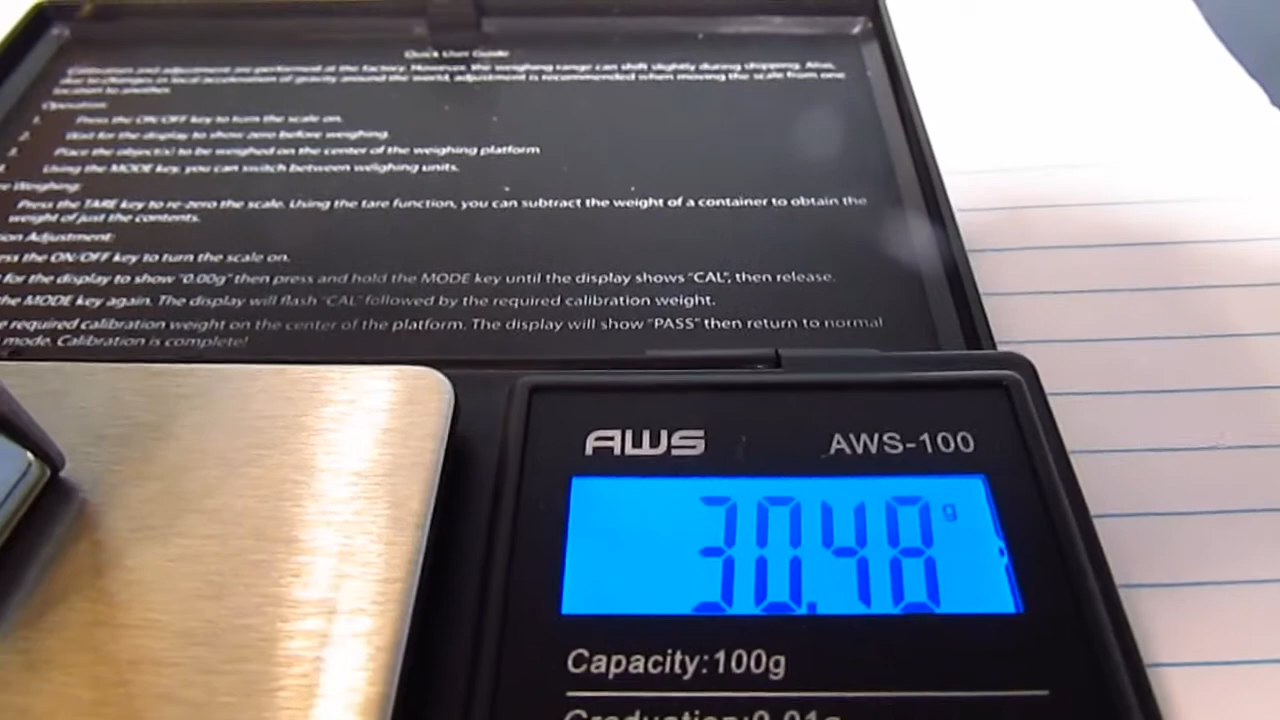 Quick User Guide
Calibration and adjustment are performed at the factory. However, the weighing range can shift slightly during shipping. Also,
due to changes in local acceleration of gravity around the world, adjustment is recommended when moving the scale from one
location to another.
Operation:
1. Press the ON/OFF key to turn the scale on.
2. Wait for the display to show zero before weighing.
3. Place the object(s) to be weighed on the center of the weighing platform
Using the MODE key, you can switch between weighing units.
Weighing:
Press the TARE key to re-zero the scale. Using the tare function, you can subtract the weight of a container to obtain the
weight of just the contents.
Adjustment:
the ON/OFF key to turn the scale on.
for the display to show "0.00g" then press and hold the MODE key until the display shows "CAL", then release.
the MODE key again. The display will flash "CAL" followed by the required calibration weight.
required calibration weight on the center of the platform. The display will show "PASS" then return to normal
mode. Calibration is complete!
AWS AWS-100
30.48 g
Capacity:100g
Graduation:0.01g